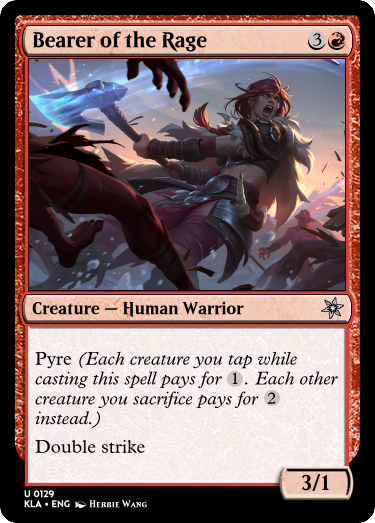 Bearer of the Rage 3
Creature — Human Warrior
Pyre (Each creature you tap while
casting this spell pays for 1. Each other
creature you sacrifice pays for 2
instead.)
Double strike
3/1
U 0129
KLA • ENG Herbie Wang